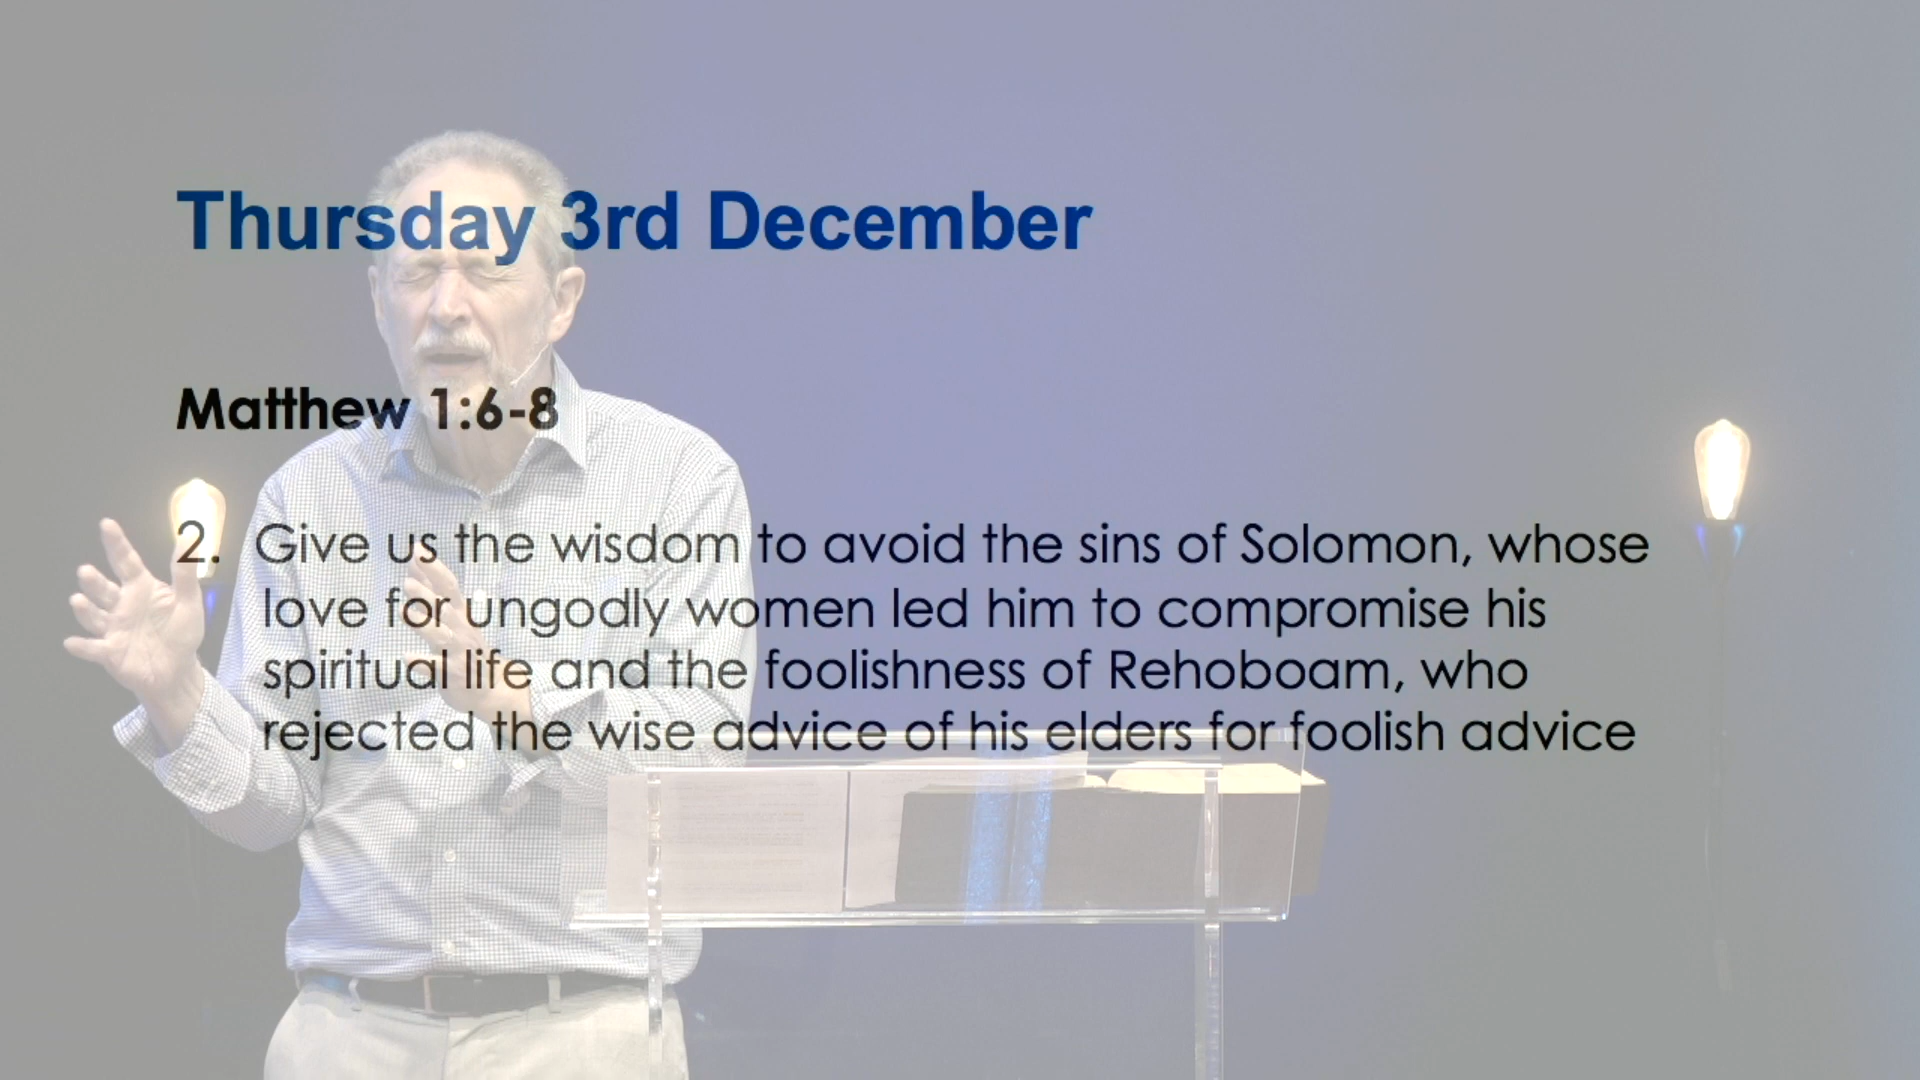 Thursday 3rd December
Matthew 1:6-8
2. Give us the wisdom to avoid the sins of Solomon, whose
love for ungodly women led him to compromise his
spiritual life and the foolishness of Rehoboam, who
rejected the wise advice of his elders for foolish advice